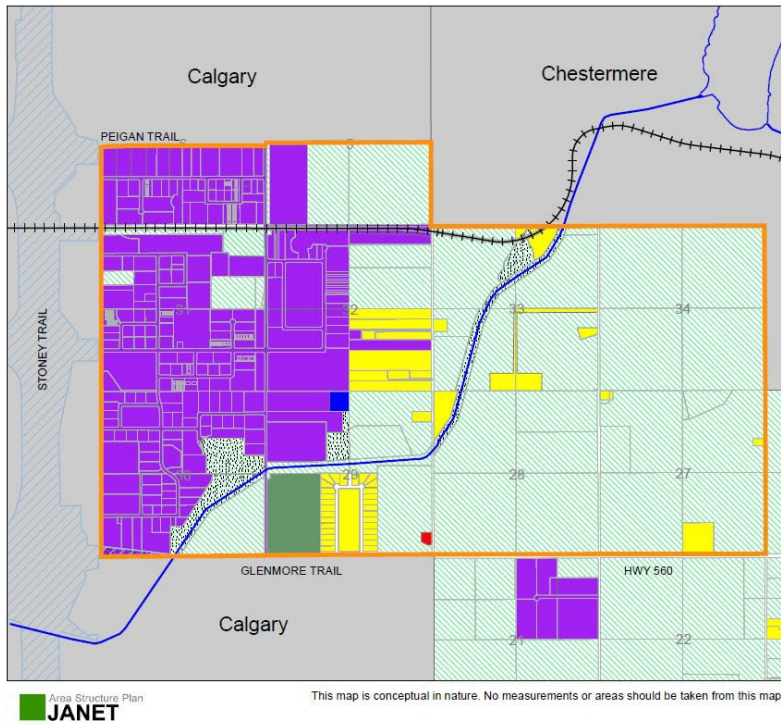 Calgary
Chestermere
PEIGAN TRAIL
5
STONEY TRAIL
31
32
33
34
30
29
28
27
GLENMORE TRAIL
HWY 560
Calgary
21
22
Area Structure Plan
JANET
This map is conceptual in nature. No measurements or areas should be taken from this map